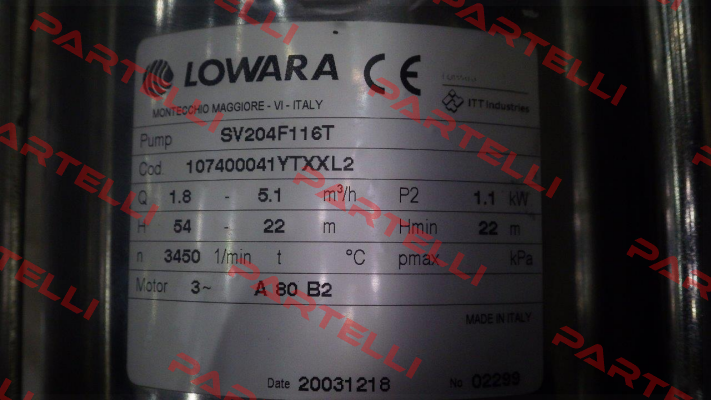 LOWARA CE
ITT Industries
MONTECCHIO MAGGIORE - VI - ITALY
Pump SV204F116T
Cod. 107400041YTXXL2
Q 1.8 - 5.1 m³/h P2 1.1 kW
H 54 - 22 m Hmin 22 m
n 3450 1/min t °C pmax kPa
Motor 3~ A 80 B2
MADE IN ITALY
Date 20031218 No 02299
PARTELLI
PARTELLI
PARTELLI
PARTELLI
PARTELLI
PARTELLI